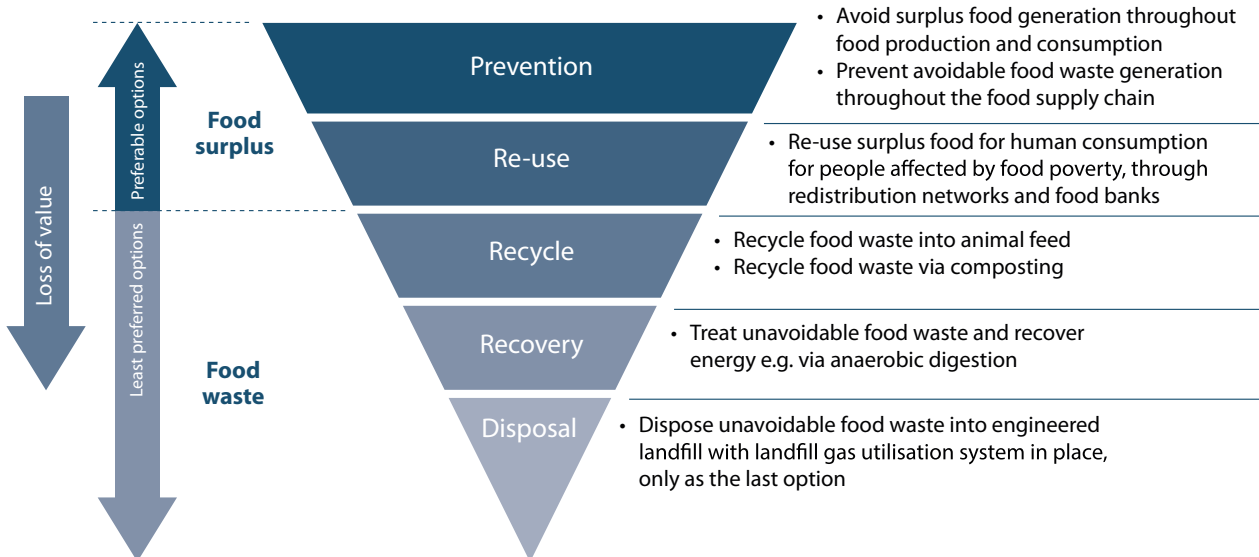 Loss of value
Preferable options
Least preferred options
Food
surplus
Food
waste
Prevention
• Avoid surplus food generation throughout
food production and consumption
• Prevent avoidable food waste generation
throughout the food supply chain
Re-use
• Re-use surplus food for human consumption
for people affected by food poverty, through
redistribution networks and food banks
Recycle
• Recycle food waste into animal feed
• Recycle food waste via composting
Recovery
• Treat unavoidable food waste and recover
energy e.g. via anaerobic digestion
Disposal
• Dispose unavoidable food waste into engineered
landfill with landfill gas utilisation system in place,
only as the last option